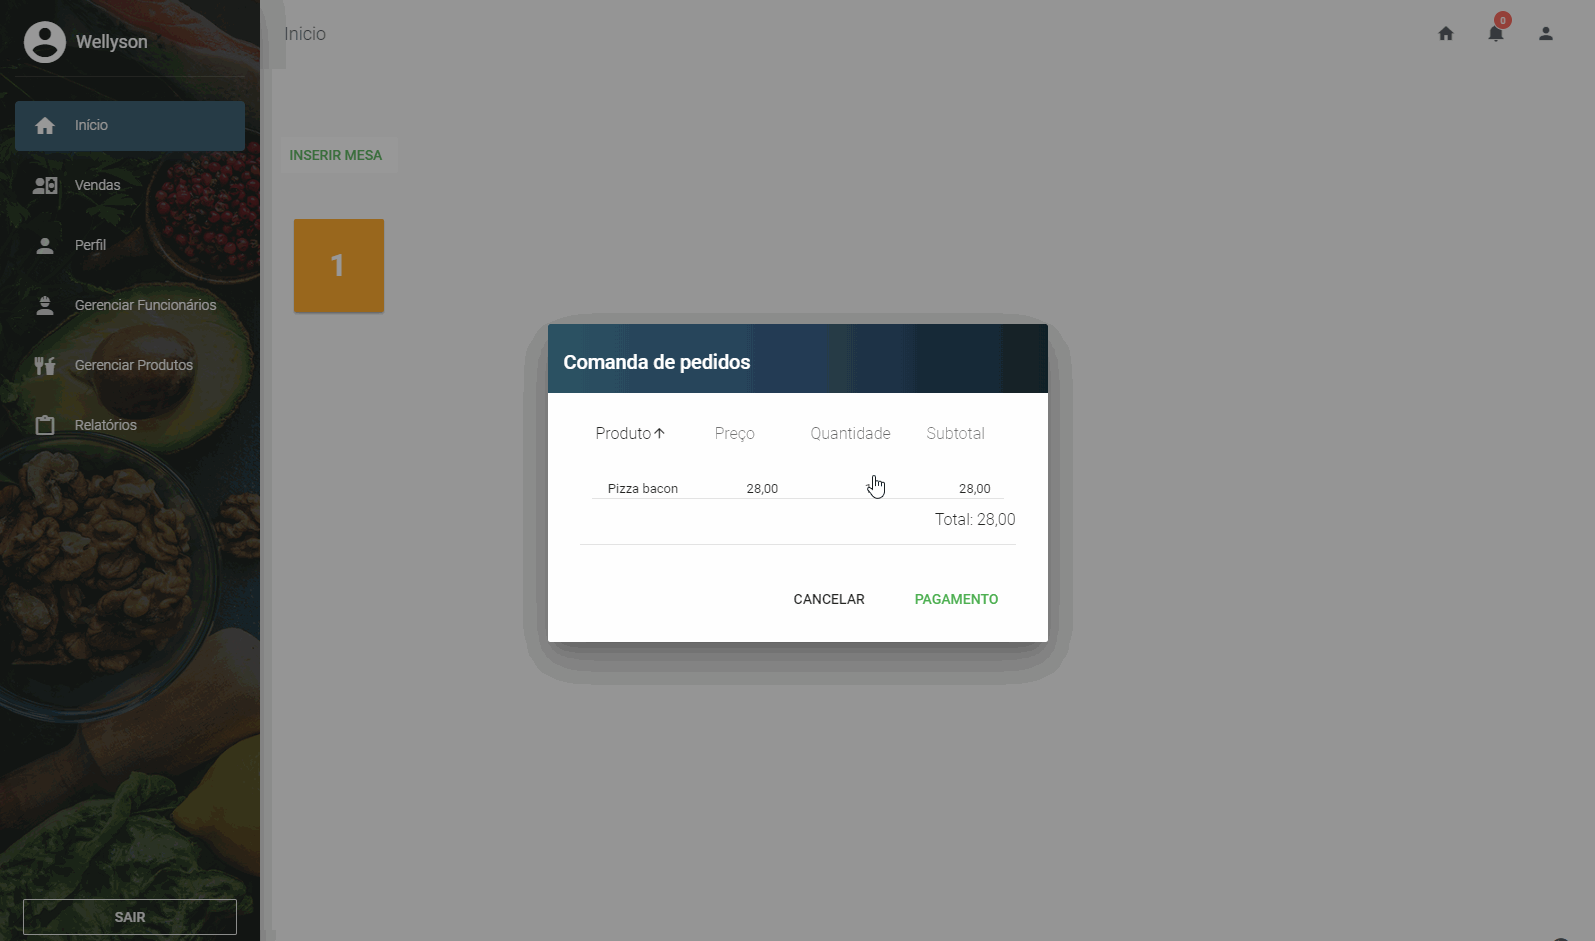 Wellyson
Inicio
0
Início
Vendas
Perfil
Gerenciar Funcionários
Gerenciar Produtos
Relatórios
SAIR
INSERIR MESA
1
Comanda de pedidos
Produto Preço Quantidade Subtotal
Pizza bacon 28,00 28,00
Total: 28,00
CANCELAR PAGAMENTO